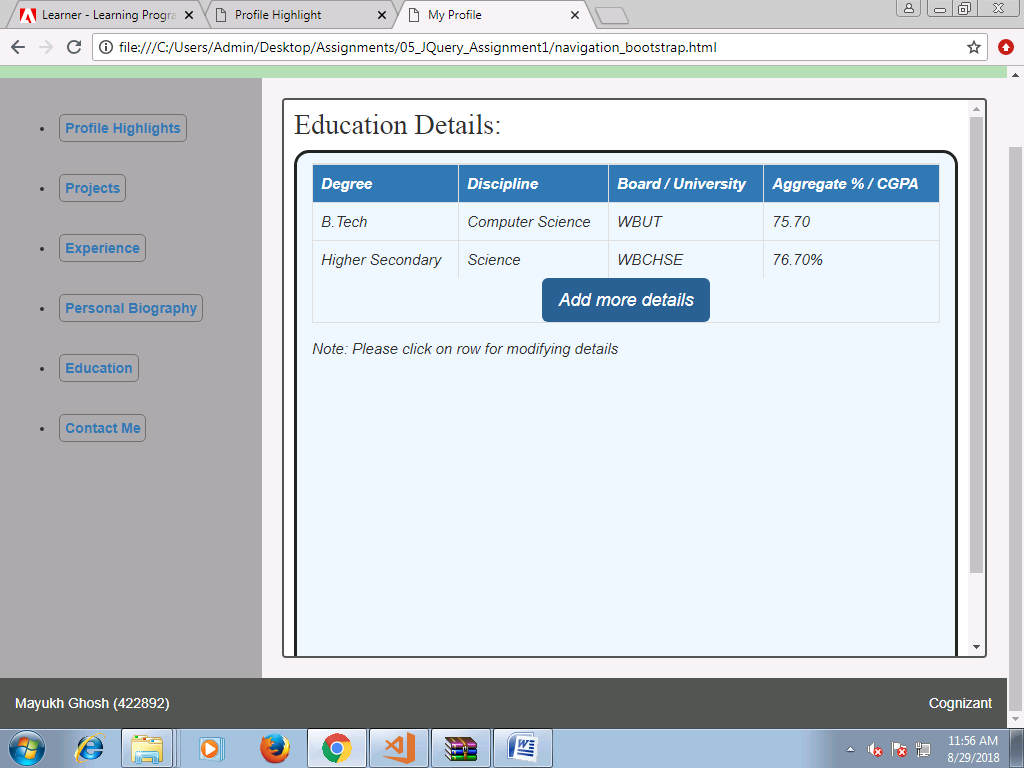 Learner - Learning Progra
Profile Highlight
My Profile
file:///C:/Users/Admin/Desktop/Assignments/05_JQuery_Assignment1/navigation_bootstrap.html
Profile Highlights
Projects
Experience
Personal Biography
Education
Contact Me
Education Details:
Degree Discipline Board / University Aggregate % / CGPA
B.Tech Computer Science WBUT 75.70
Higher Secondary Science WBCHSE 76.70%
Add more details
Note: Please click on row for modifying details
Mayukh Ghosh (422892) Cognizant
11:56 AM
8/29/2018